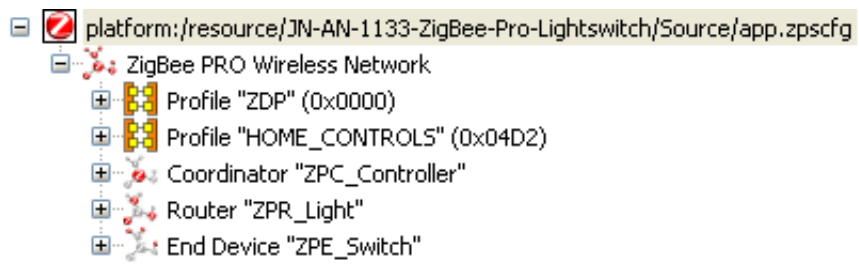 platform:/resource/JN-AN-1133-ZigBee-Pro-Lightswitch/Source/app.zpscfg
ZigBee PRO Wireless Network
Profile "ZDP" (0x0000)
Profile "HOME_CONTROLS" (0x04D2)
Coordinator "ZPC_Controller"
Router "ZPR_Light"
End Device "ZPE_Switch"